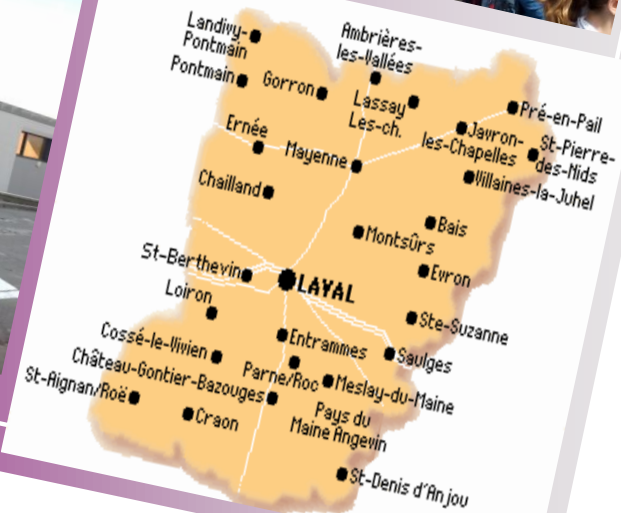 Landivy-
Pontmain
Ambrières-
les-Vallées
Pontmain
Gorron
Lassay
Les-ch.
Pré-en-Pail
Ernée
Javron-
les-Chapelles
St-Pierre-
des-Nids
Mayenne
Villaines-la-Juhel
Chailland
Bais
Montsûrs
St-Berthevin
Evron
LAVAL
Loiron
Ste-Suzanne
Entrammes
Cossé-le-Vivien
Saulges
Parne/Roc
Château-Gontier-Bazouges
Meslay-du-Maine
St-Aignan/Roë
Craon
Pays du
Maine Angevin
St-Denis d'Anjou